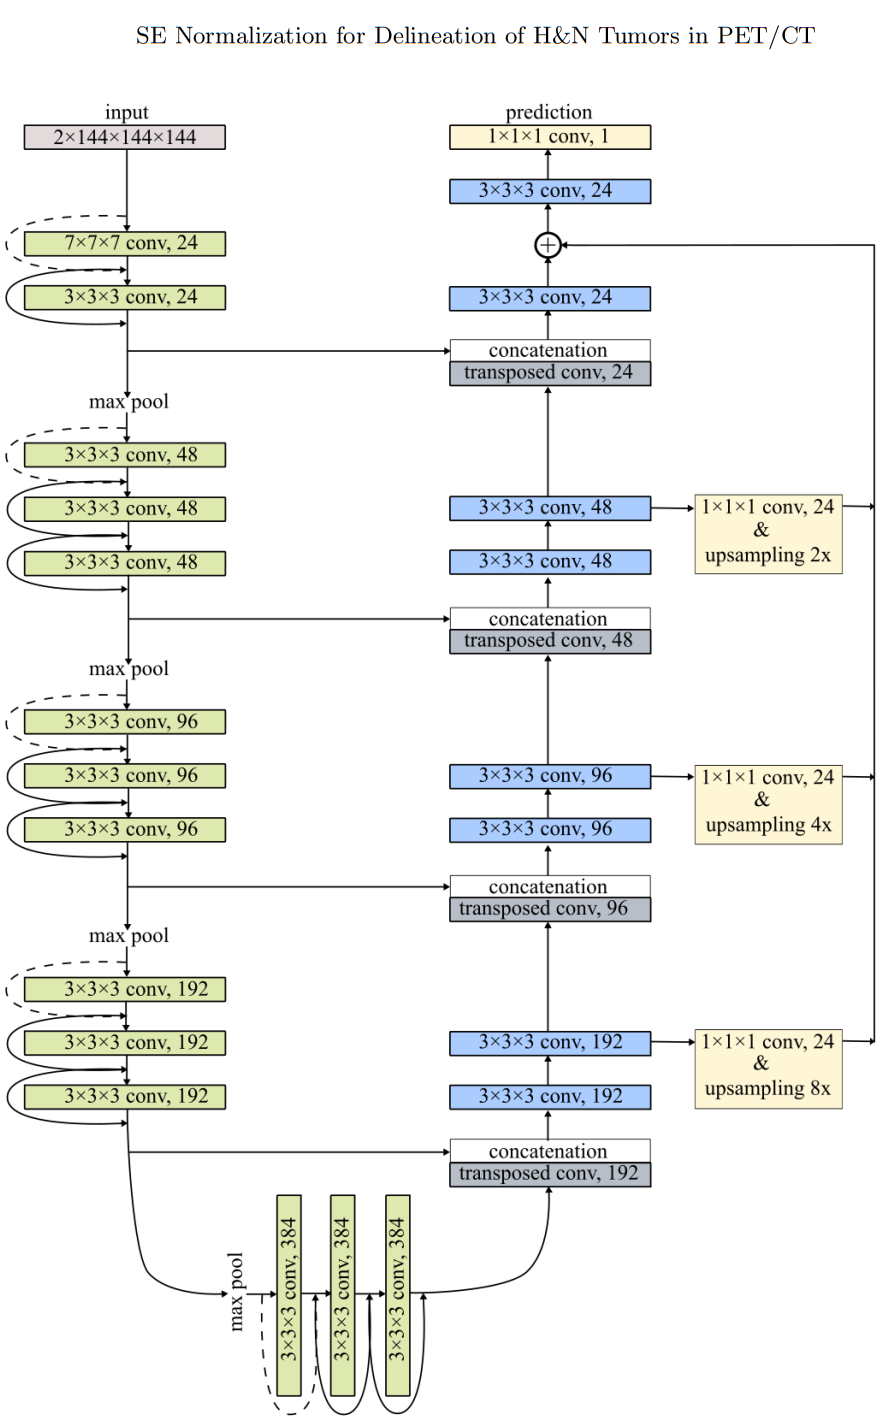 SE Normalization for Delineation of H&N Tumors in PET/CT
input
2×144×144×144
7×7×7 conv, 24
3×3×3 conv, 24
max pool
3×3×3 conv, 48
3×3×3 conv, 48
3×3×3 conv, 48
max pool
3×3×3 conv, 96
3×3×3 conv, 96
3×3×3 conv, 96
max pool
3×3×3 conv, 192
3×3×3 conv, 192
3×3×3 conv, 192
max pool
3×3×3 conv, 384
3×3×3 conv, 384
3×3×3 conv, 384
prediction
1×1×1 conv, 1
3×3×3 conv, 24
+
3×3×3 conv, 24
concatenation
transposed conv, 24
3×3×3 conv, 48
3×3×3 conv, 48
concatenation
transposed conv, 48
3×3×3 conv, 96
3×3×3 conv, 96
concatenation
transposed conv, 96
3×3×3 conv, 192
3×3×3 conv, 192
concatenation
transposed conv, 192
1×1×1 conv, 24
&
upsampling 2x
1×1×1 conv, 24
&
upsampling 4x
1×1×1 conv, 24
&
upsampling 8x